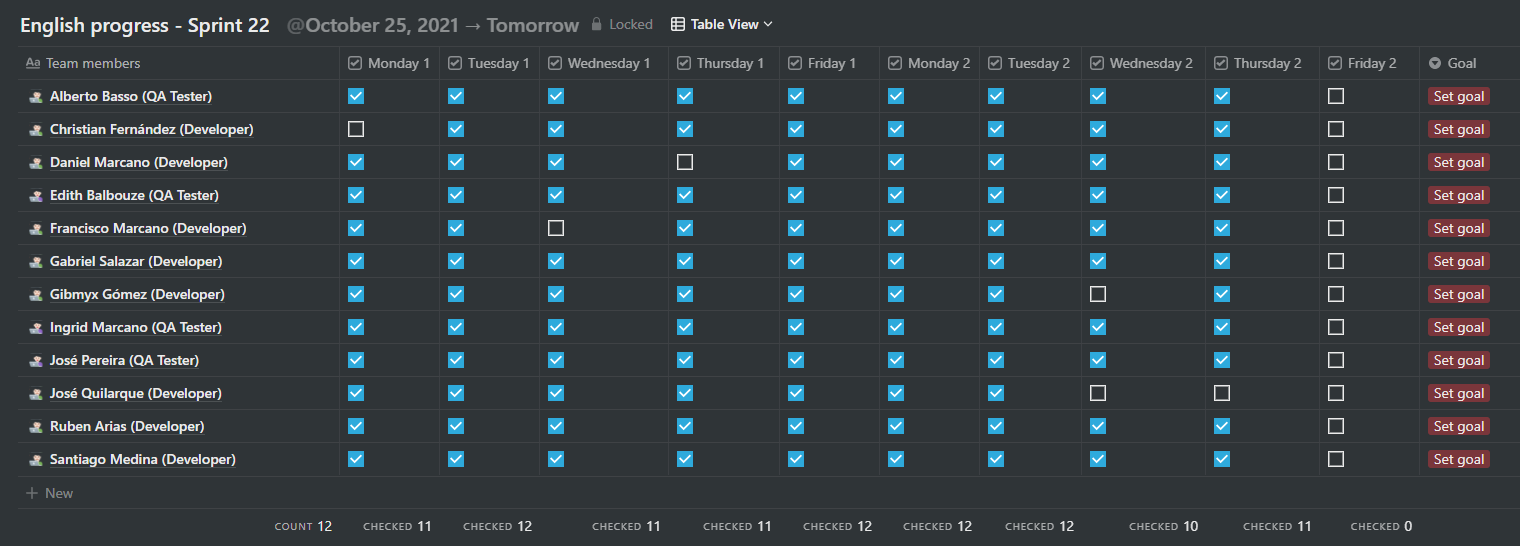 English progress - Sprint 22 @October 25, 2021 → Tomorrow Locked Table View
Aa Team members Monday 1 Tuesday 1 Wednesday 1 Thursday 1 Friday 1 Monday 2 Tuesday 2 Wednesday 2 Thursday 2 Friday 2 Goal
Alberto Basso (QA Tester) Set goal
Christian Fernández (Developer) Set goal
Daniel Marcano (Developer) Set goal
Edith Balbouze (QA Tester) Set goal
Francisco Marcano (Developer) Set goal
Gabriel Salazar (Developer) Set goal
Gibmyx Gómez (Developer) Set goal
Ingrid Marcano (QA Tester) Set goal
José Pereira (QA Tester) Set goal
José Quilarque (Developer) Set goal
Ruben Arias (Developer) Set goal
Santiago Medina (Developer) Set goal
+ New
COUNT 12 CHECKED 11 CHECKED 12 CHECKED 11 CHECKED 11 CHECKED 12 CHECKED 12 CHECKED 12 CHECKED 10 CHECKED 11 CHECKED 0